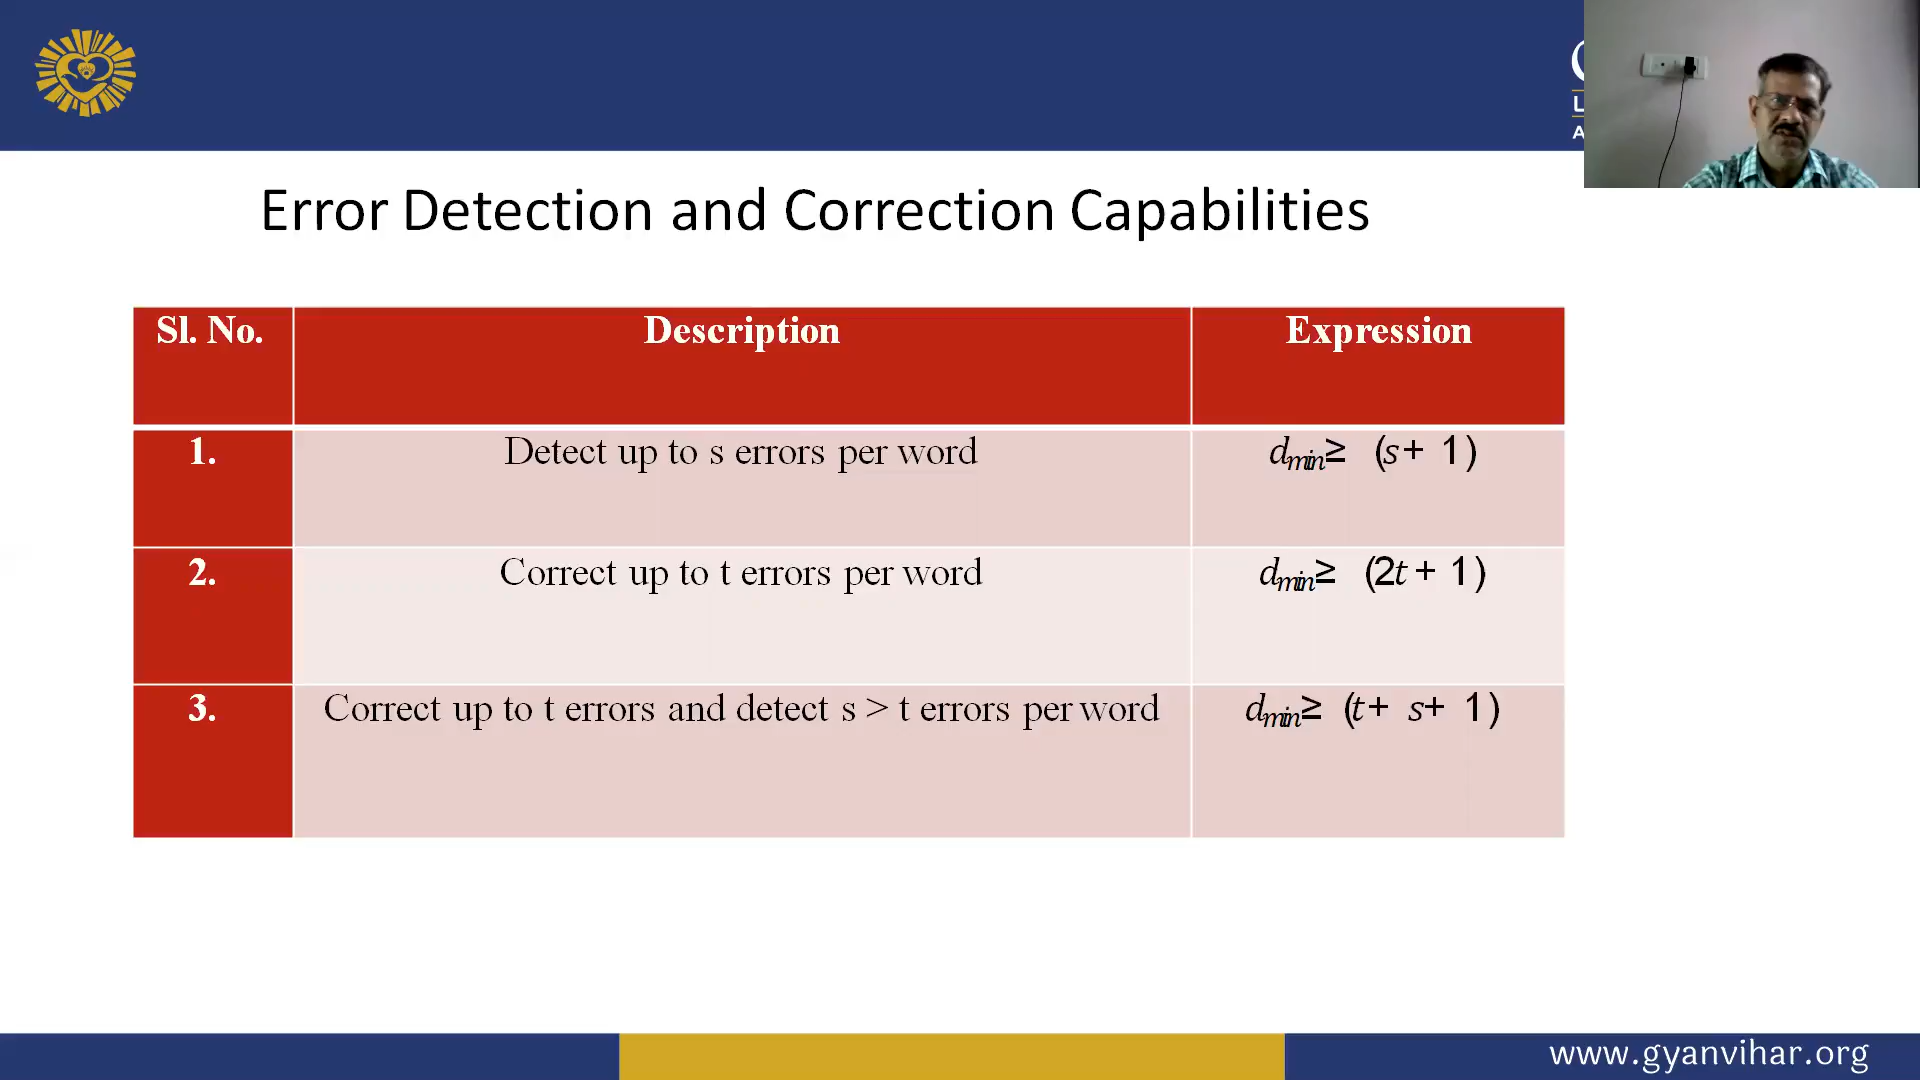 Error Detection and Correction Capabilities
Sl. No. Description Expression
1. Detect up to s errors per word dmin≥ (s+ 1)
2. Correct up to t errors per word dmin≥ (2t+ 1)
3. Correct up to t errors and detect s > t errors per word dmin≥ (t+ s+ 1)
www.gyanvihar.org